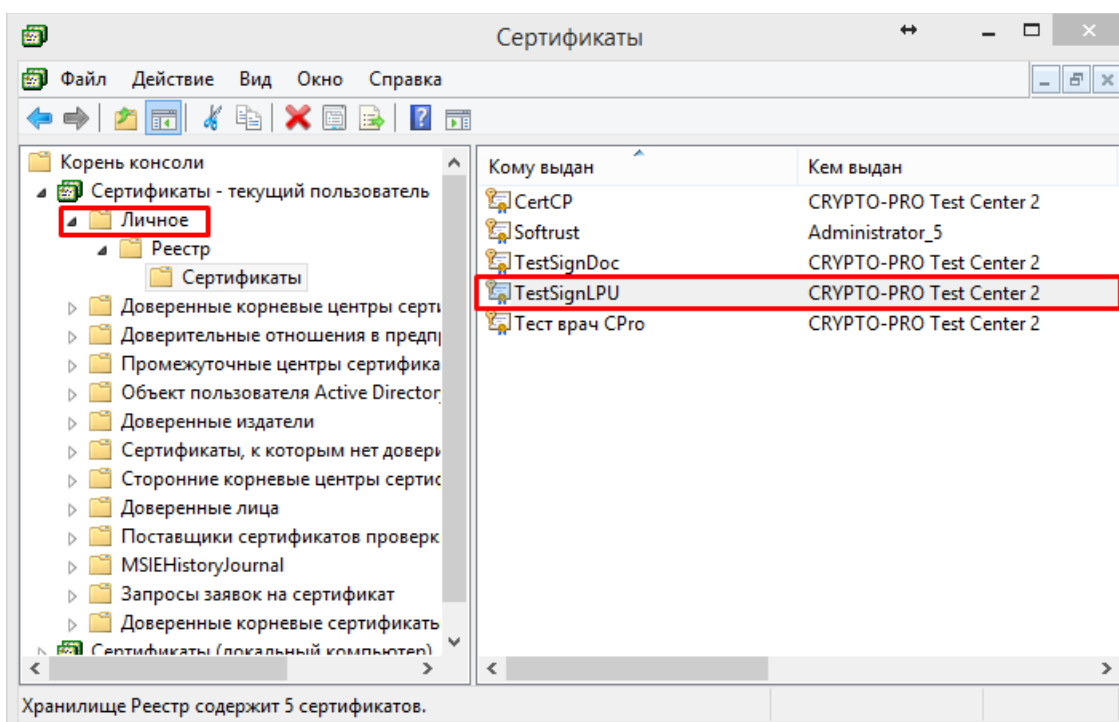 Сертификаты
Файл Действие Вид Окно Справка
Корень консоли
Сертификаты - текущий пользователь
Личное
Реестр
Сертификаты
Доверенные корневые центры серти
Доверительные отношения в предп
Промежуточные центры сертифика
Объект пользователя Active Director
Доверенные издатели
Сертификаты, к которым нет довери
Сторонние корневые центры сертис
Доверенные лица
Поставщики сертификатов проверк
MSIEHistoryJournal
Запросы заявок на сертификат
Доверенные корневые сертификать
Сертификаты (локальный компьютер)
Кому выдан Кем выдан
CertCP CRYPTO-PRO Test Center 2
Softrust Administrator_5
TestSignDoc CRYPTO-PRO Test Center 2
TestSignLPU CRYPTO-PRO Test Center 2
Тест врач CPro CRYPTO-PRO Test Center 2
Хранилище Реестр содержит 5 сертификатов.